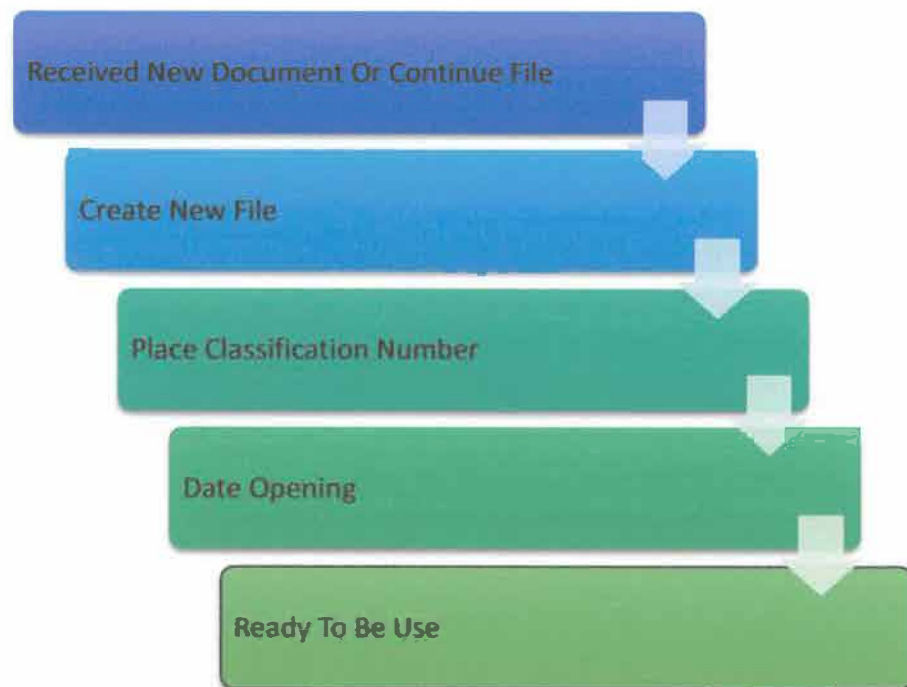 Received New Document Or Continue File
Create New File
Place Classification Number
Date Opening
Ready To Be Use